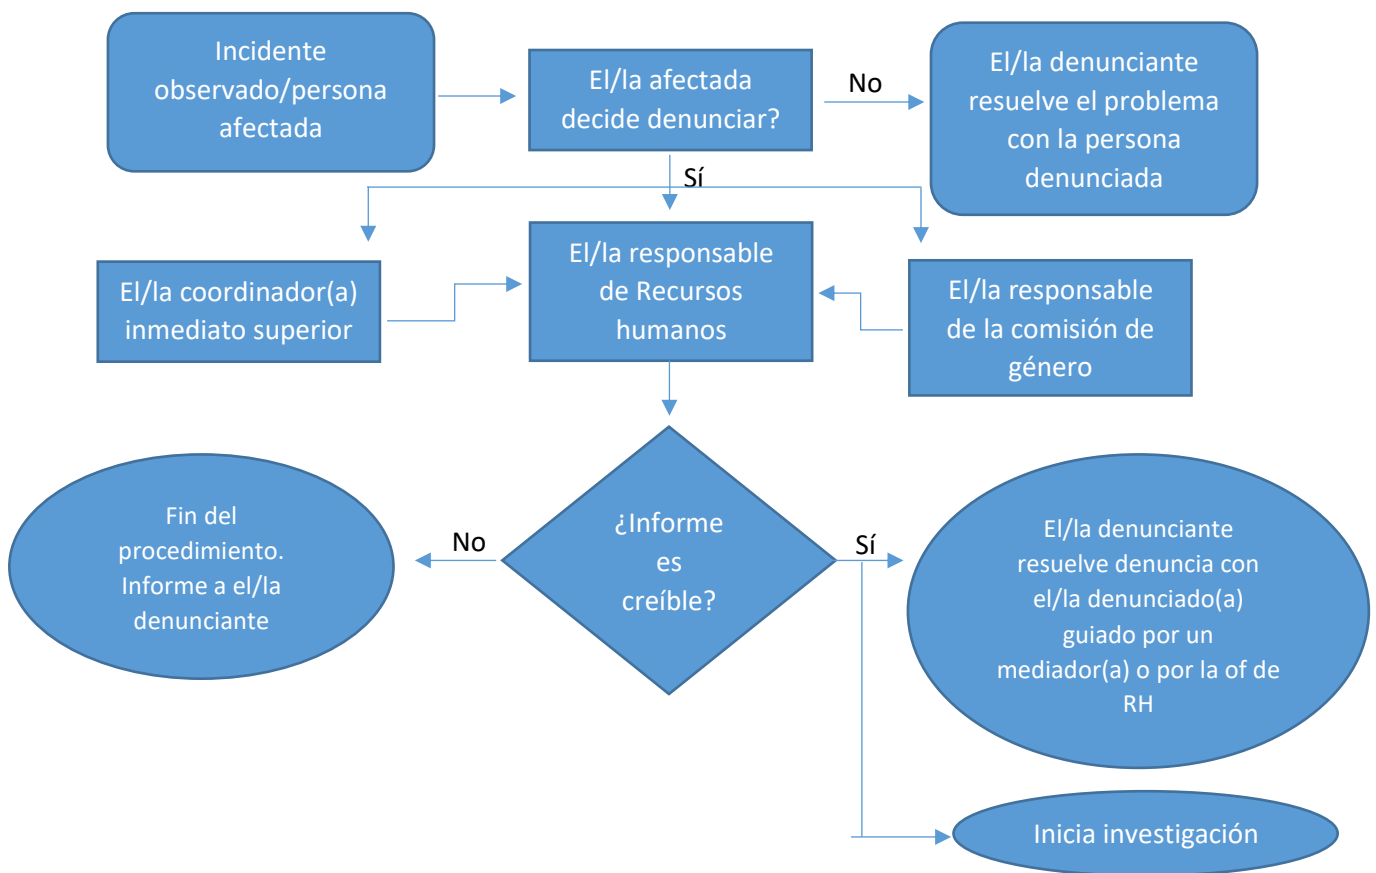 Incidente
observado/persona
afectada
El/la afectada
decide denunciar?
No
El/la denunciante
resuelve el problema
con la persona
denunciada
Sí
El/la coordinador(a)
inmediato superior
El/la responsable
de Recursos
humanos
El/la responsable
de la comisión de
género
¿Informe
es
creíble?
No
Fin del
procedimiento.
Informe a el/la
denunciante
Sí
El/la denunciante
resuelve denuncia con
el/la denunciado(a)
guiado por un
mediador(a) o por la of de
RH
Inicia investigación